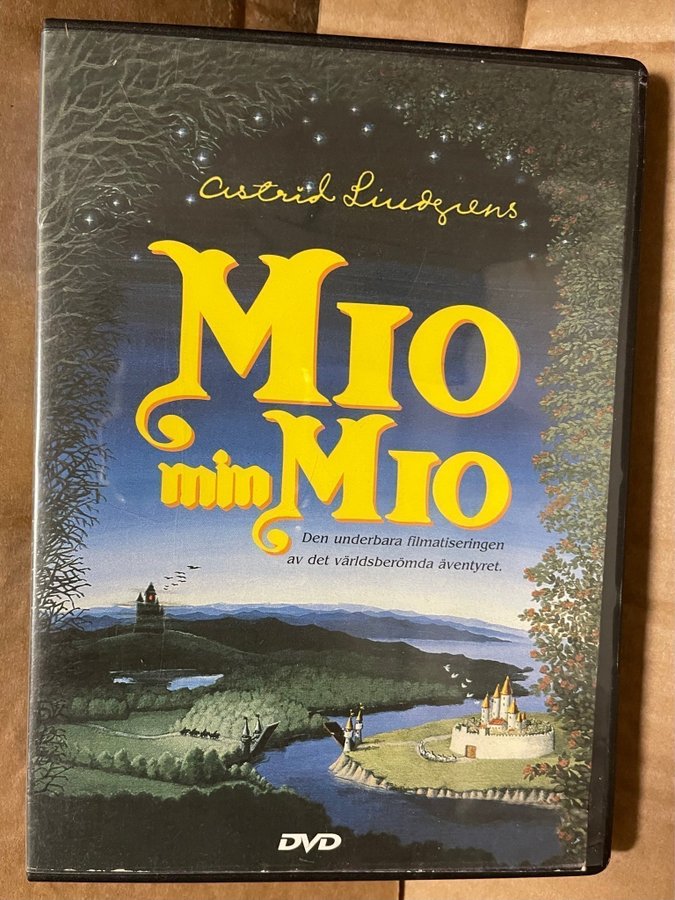 Astrid Lindgrens
MIO
min MIO
Den underbara filmatiseringen
av det världsberömda äventyret.
DVD